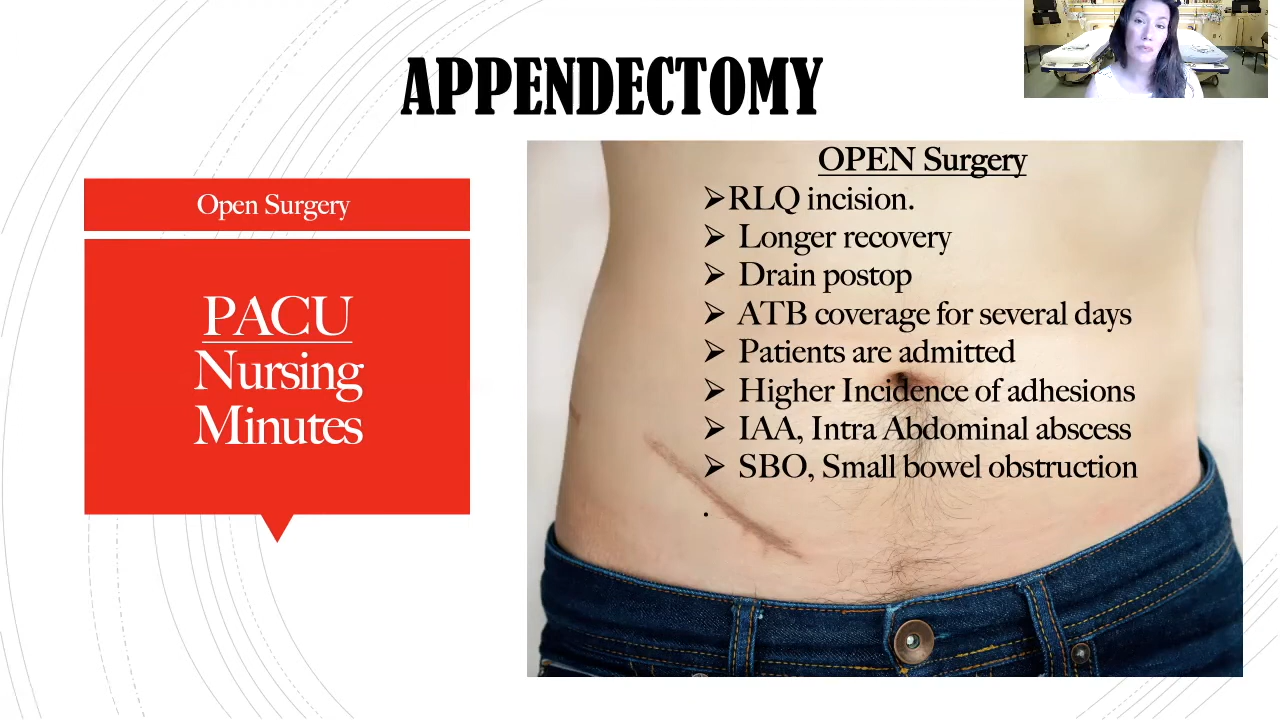 APPENDECTOMY
Open Surgery
PACU
Nursing
Minutes
OPEN Surgery
➢RLQ incision.
➢ Longer recovery
➢ Drain postop
➢ ATB coverage for several days
➢ Patients are admitted
➢ Higher Incidence of adhesions
➢ IAA, Intra Abdominal abscess
➢ SBO, Small bowel obstruction
.